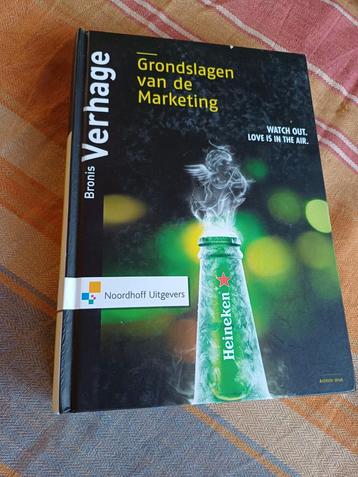 Bronis Verhage
Grondslagen
van de
Marketing
WATCH OUT.
LOVE IS IN THE AIR.
Heineken
Noordhoff Uitgevers